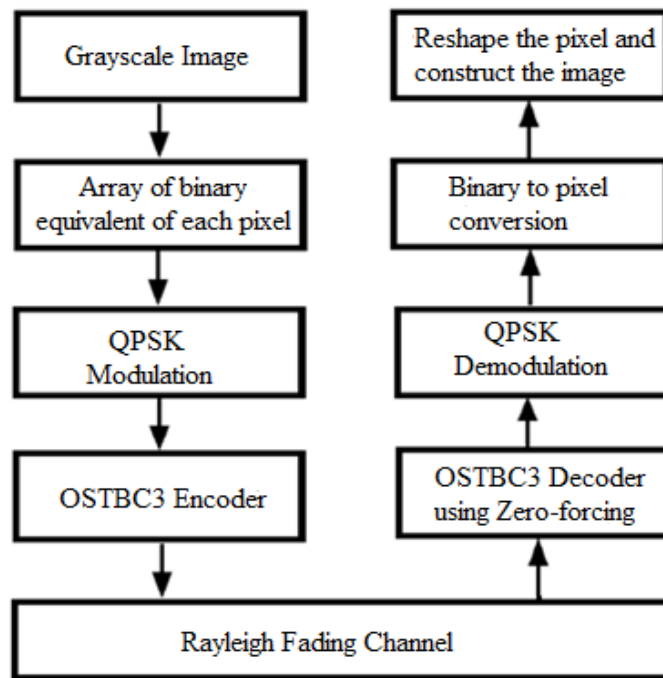 Grayscale Image
Array of binary
equivalent of each pixel
QPSK
Modulation
OSTBC3 Encoder
Rayleigh Fading Channel
OSTBC3 Decoder
using Zero-forcing
QPSK
Demodulation
Binary to pixel
conversion
Reshape the pixel and
construct the image